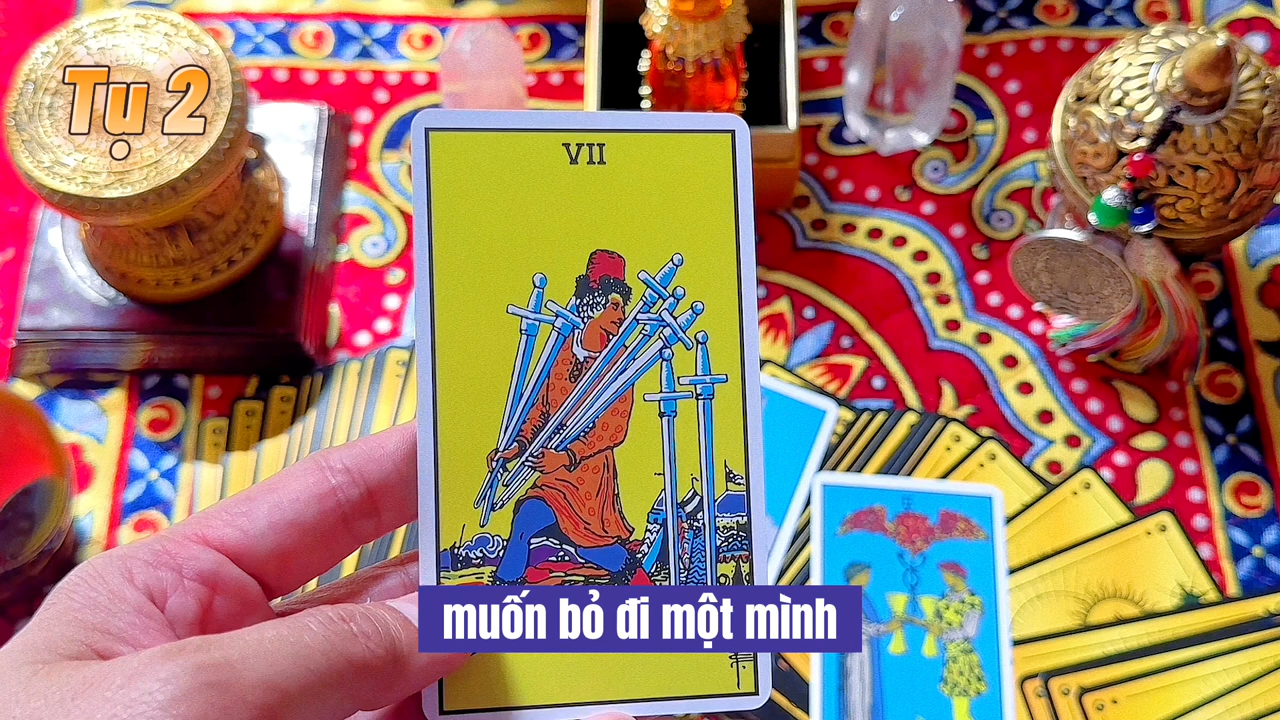 Tụ 2
VII
muốn bỏ đi một mình